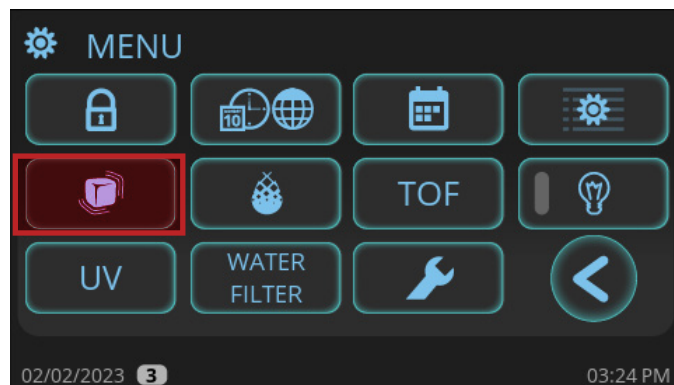 MENU
10
TOF
UV
WATER
FILTER
02/02/2023 3
03:24 PM